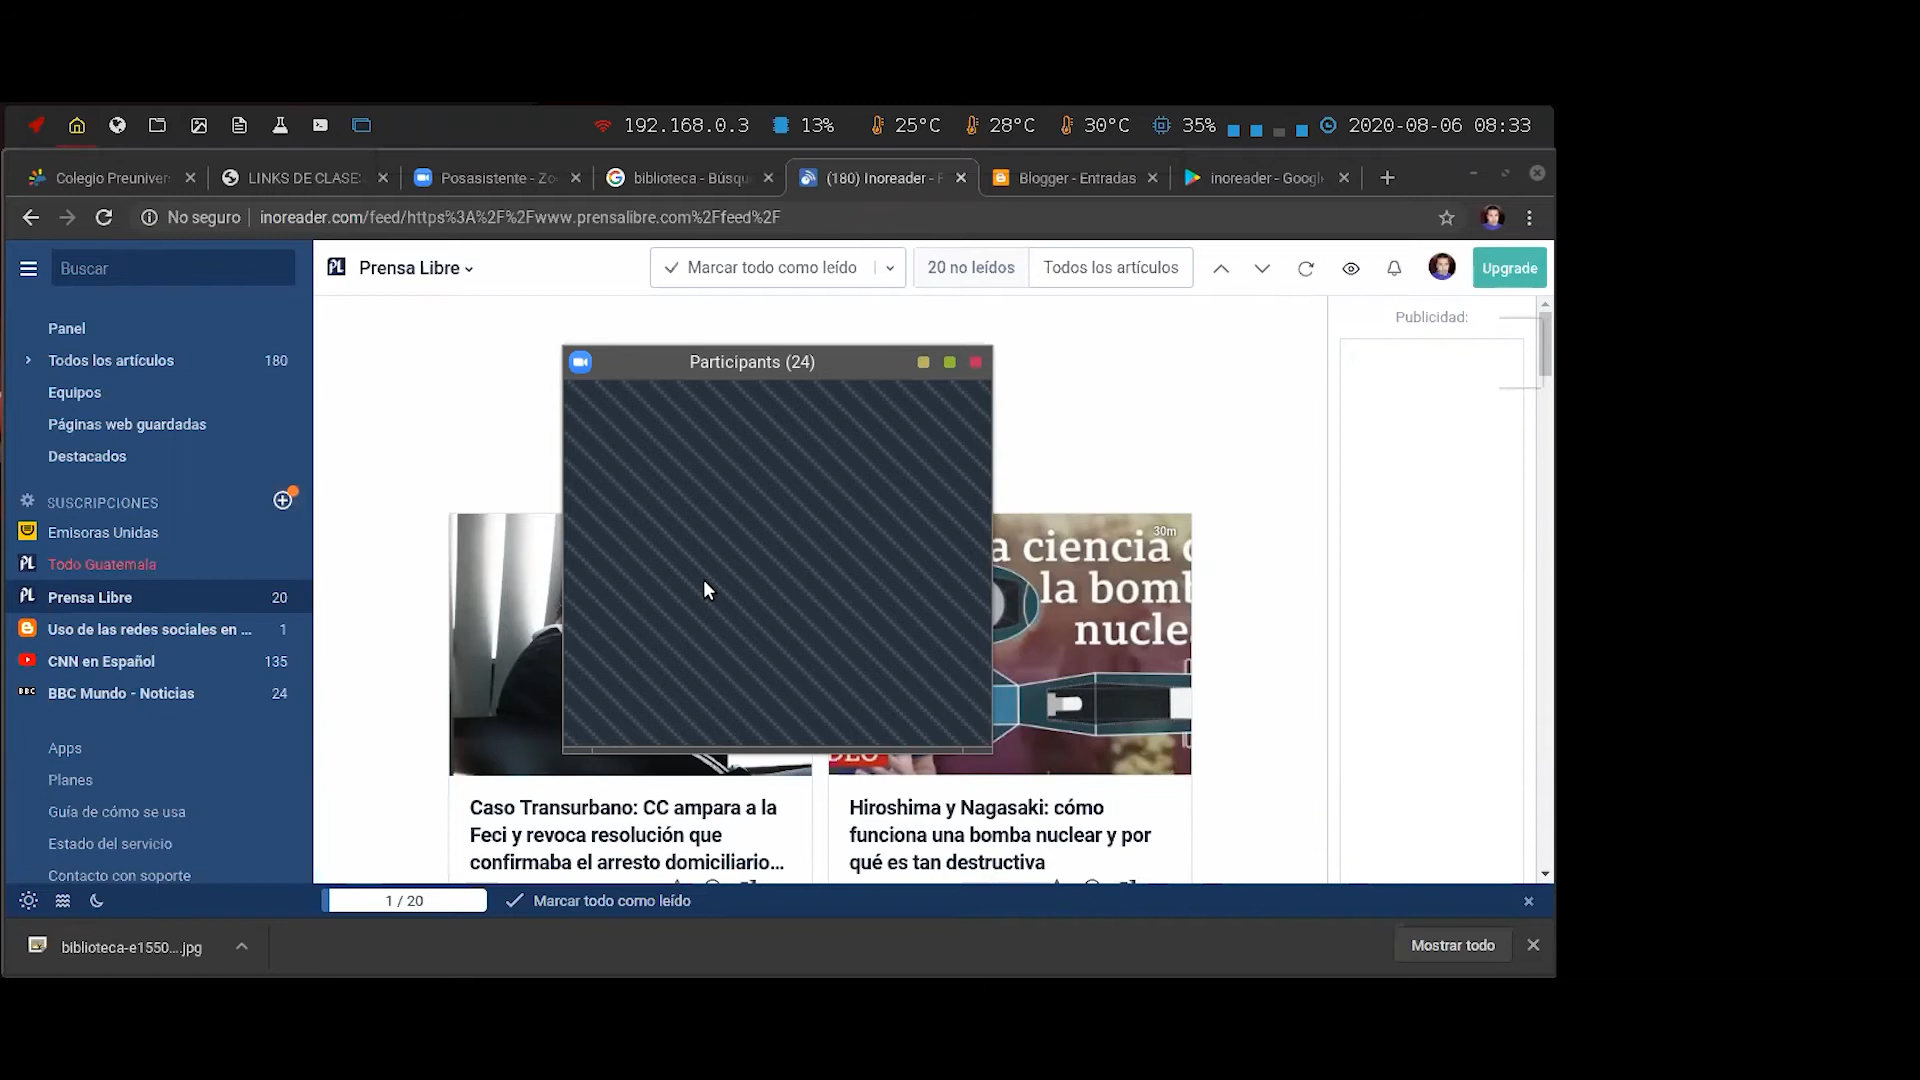 192.168.0.3 13% 25°C 28°C 30°C 35% 2020-08-06 08:33
Colegio Preuniver LINKS DE CLASE: Posasistente - Zo biblioteca - Búsqu (180) Inoreader - F Blogger - Entradas inoreader - Googl
No seguro inoreader.com/feed/https%3A%2F%2Fwww.prensalibre.com%2Ffeed%2F
Buscar
Prensa Libre
Marcar todo como leído
20 no leídos
Todos los artículos
Upgrade
Panel
Todos los artículos 180
Equipos
Páginas web guardadas
Destacados
SUSCRIPCIONES
Emisoras Unidas
Todo Guatemala
Prensa Libre 20
Uso de las redes sociales en ... 1
CNN en Español 135
BBC Mundo - Noticias 24
Apps
Planes
Guía de cómo se usa
Estado del servicio
Contacto con soporte
Publicidad:
Participants (24)
30m
a ciencia
la bomb
nucle
Caso Transurbano: CC ampara a la
Feci y revoca resolución que
confirmaba el arresto domiciliario...
Hiroshima y Nagasaki: cómo
funciona una bomba nuclear y por
qué es tan destructiva
1 / 20
Marcar todo como leído
biblioteca-e1550....jpg
Mostrar todo